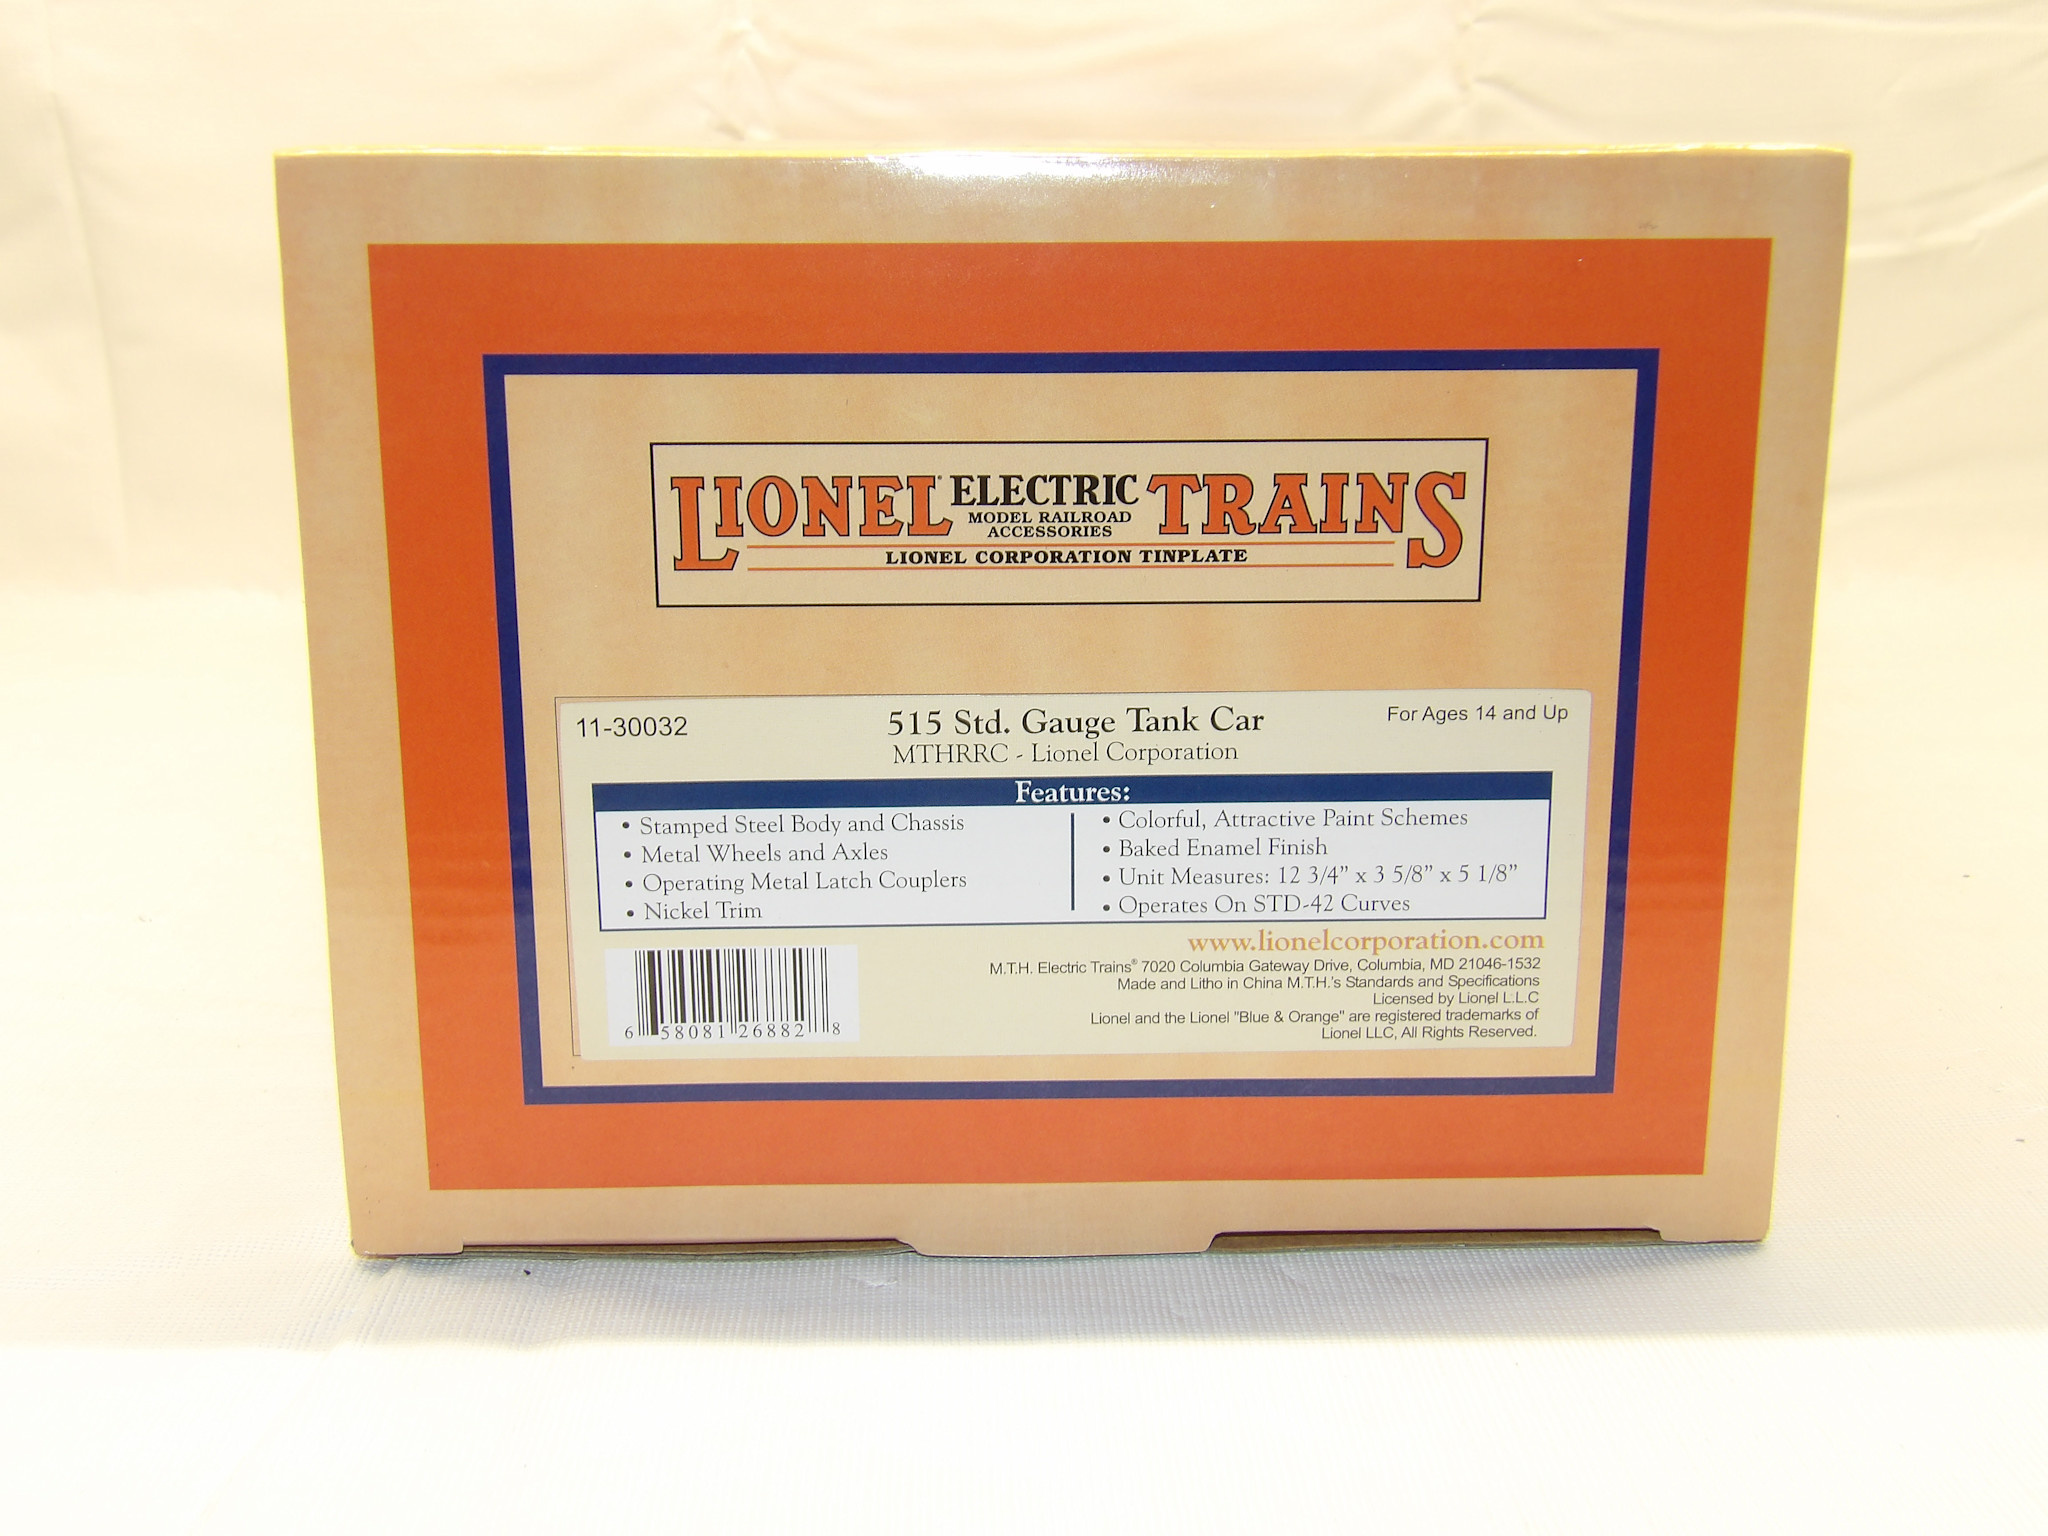 LIONEL® ELECTRIC TRAINS
MODEL RAILROAD
ACCESSORIES
LIONEL CORPORATION TINPLATE
11-30032
515 Std. Gauge Tank Car
For Ages 14 and Up
MTHRRC - Lionel Corporation
Features:
• Stamped Steel Body and Chassis
• Metal Wheels and Axles
• Operating Metal Latch Couplers
• Nickel Trim
• Colorful, Attractive Paint Schemes
• Baked Enamel Finish
• Unit Measures: 12 3/4” x 3 5/8” x 5 1/8”
• Operates On STD-42 Curves
www.lionelcorporation.com
M.T.H. Electric Trains® 7020 Columbia Gateway Drive, Columbia, MD 21046-1532
Made and Litho in China M.T.H.'s Standards and Specifications
Licensed by Lionel L.L.C
Lionel and the Lionel "Blue & Orange" are registered trademarks of
Lionel LLC, All Rights Reserved.
6 58081 26882 8